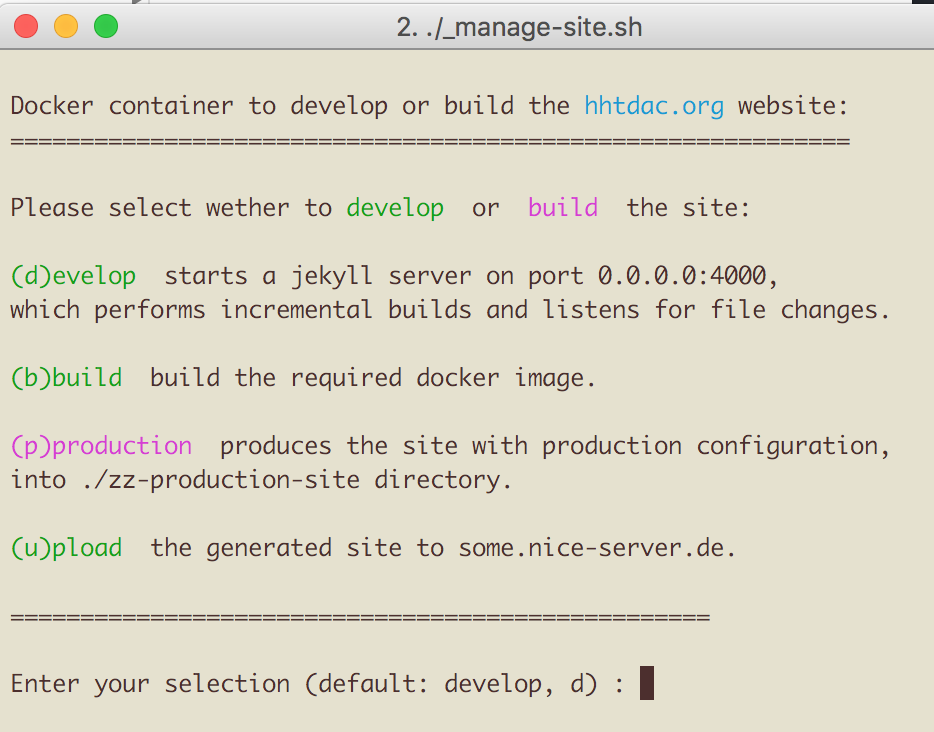 2. ./_manage-site.sh
Docker container to develop or build the hhtdac.org website:
============================================================
Please select wether to develop  or  build  the site:
(d)evelop  starts a jekyll server on port 0.0.0.0:4000,
which performs incremental builds and listens for file changes.
(b)build  build the required docker image.
(p)production  produces the site with production configuration,
into ./zz-production-site directory.
(u)pload  the generated site to some.nice-server.de.
==================================================
Enter your selection (default: develop, d) :